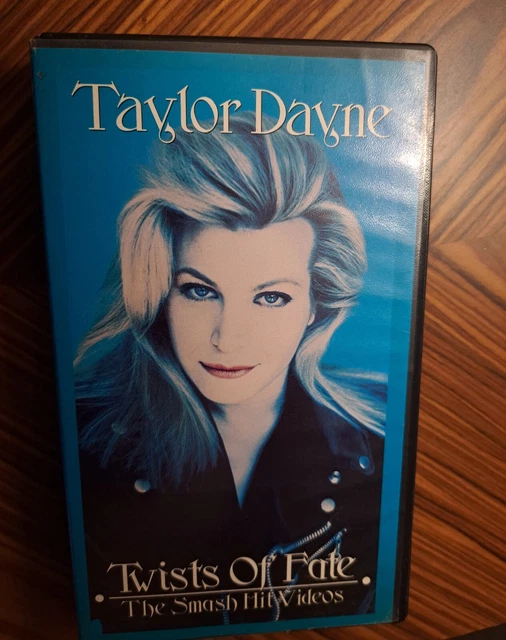 Taylor Dayne
Twists Of Fate
The Smash Hit Videos